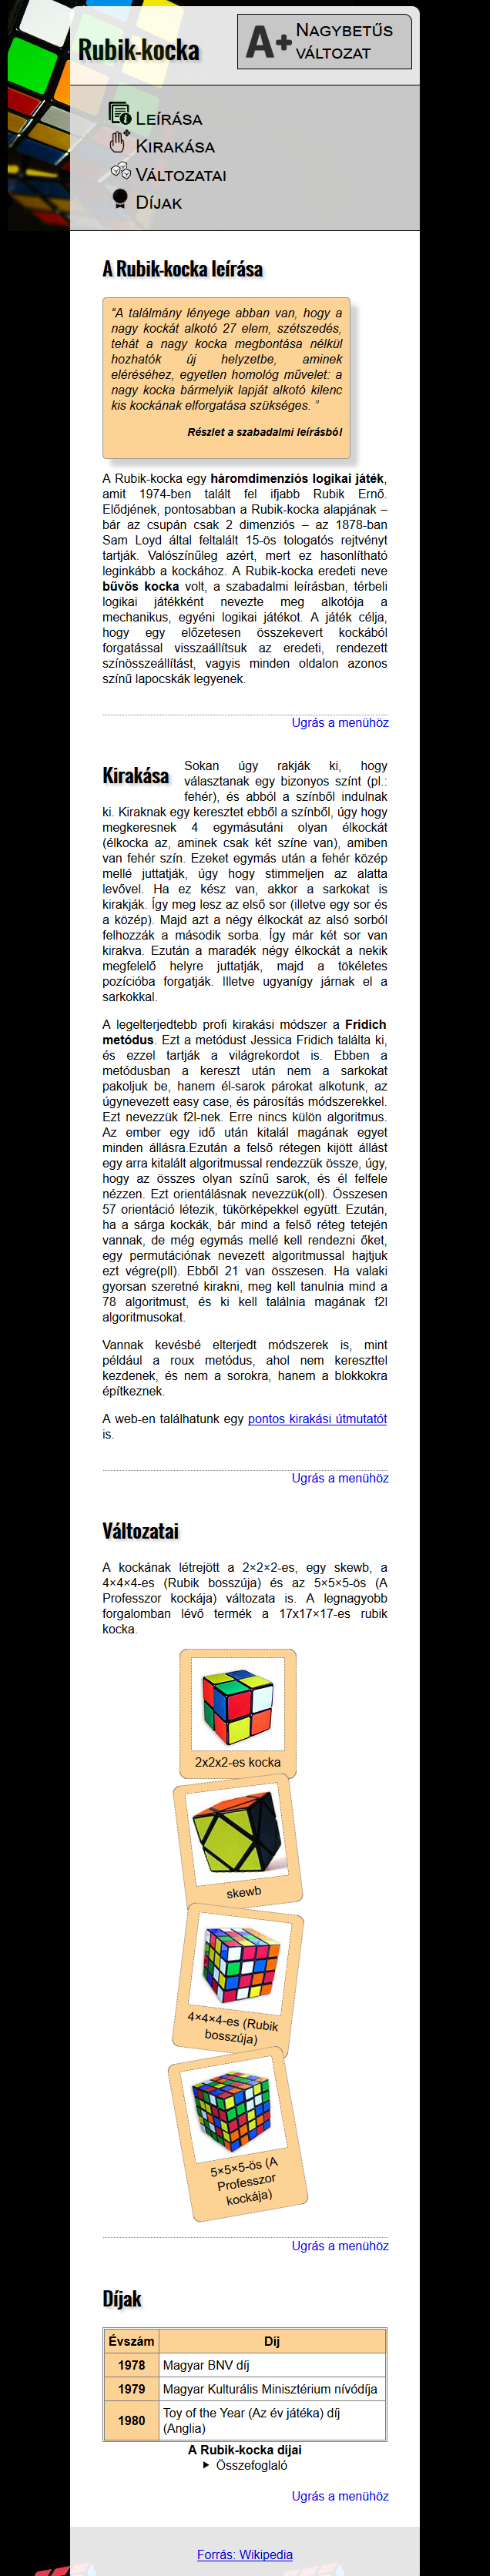 Rubik-kocka
A+ Nagybetűs
változat
Leírása
Kirakása
Változatai
Díjak
A Rubik-kocka leírása
“A találmány lényege abban van, hogy a
nagy kockát alkotó 27 elem, szétszedés,
tehát a nagy kocka megbontása nélkül
hozhatók új helyzetbe, aminek
eléréséhez, egyetlen homológ művelet: a
nagy kocka bármelyik lapját alkotó kilenc
kis kockának elforgatása szükséges. ”
Részlet a szabadalmi leírásból
A Rubik-kocka egy háromdimenziós logikai játék,
amit 1974-ben talált fel ifjabb Rubik Ernő.
Elődjének, pontosabban a Rubik-kocka alapjának –
bár az csupán csak 2 dimenziós – az 1878-ban
Sam Loyd által feltalált 15-ös tologatós rejtvényt
tartják. Valószínűleg azért, mert ez hasonlítható
leginkább a kockához. A Rubik-kocka eredeti neve
bűvös kocka volt, a szabadalmi leírásban, térbeli
logikai játékként nevezte meg alkotója a
mechanikus, egyéni logikai játékot. A játék célja,
hogy egy előzetesen összekevert kockából
forgatással visszaállítsuk az eredeti, rendezett
színösszeállítást, vagyis minden oldalon azonos
színű lapocskák legyenek.
Ugrás a menühöz
Kirakása
Sokan úgy rakják ki, hogy
választanak egy bizonyos színt (pl.:
fehér), és abból a színből indulnak
ki. Kiraknak egy keresztet ebből a színből, úgy hogy
megkeresnek 4 egymásutáni olyan élkockát
(élkocka az, aminek csak két színe van), amiben
van fehér szín. Ezeket egymás után a fehér közép
mellé juttatják, úgy hogy stimmeljen az alatta
levővel. Ha ez kész van, akkor a sarkokat is
kirakják. Így meg lesz az első sor (illetve egy sor és
a közép). Majd azt a négy élkockát az alsó sorból
felhozzák a második sorba. Így már két sor van
kirakva. Ezután a maradék négy élkockát a nekik
megfelelő helyre juttatják, majd a tökéletes
pozícióba forgatják. Illetve ugyanígy járnak el a
sarkokkal.
A legelterjedtebb profi kirakási módszer a Fridich
metódus. Ezt a metódust Jessica Fridich találta ki,
és ezzel tartják a világrekordot is. Ebben a
metódusban a kereszt után nem a sarkokat
pakoljuk be, hanem él-sarok párokat alkotunk, az
úgynevezett easy case, és párosítás módszerekkel.
Ezt nevezzük f2l-nek. Erre nincs külön algoritmus.
Az ember egy idő után kitalál magának egyet
minden állásra.Ezután a felső rétegen kijött állást
egy arra kitalált algoritmussal rendezzük össze, úgy,
hogy az összes olyan színű sarok, és él felfele
nézzen. Ezt orientálásnak nevezzük(oll). Összesen
57 orientáció létezik, tükörképekkel együtt. Ezután,
ha a sárga kockák, bár mind a felső réteg tetején
vannak, de még egymás mellé kell rendezni őket,
egy permutációnak nevezett algoritmussal hajtjuk
ezt végre(pll). Ebből 21 van összesen. Ha valaki
gyorsan szeretné kirakni, meg kell tanulnia mind a
78 algoritmust, és ki kell találnia magának f2l
algoritmusokat.
Vannak kevésbé elterjedt módszerek is, mint
például a roux metódus, ahol nem kereszttel
kezdenek, és nem a sorokra, hanem a blokkokra
építkeznek.
A web-en találhatunk egy pontos kirakási útmutatót
is.
Ugrás a menühöz
Változatai
A kockának létrejött a 2×2×2-es, egy skewb, a
4×4×4-es (Rubik bosszúja) és az 5×5×5-ös (A
Professzor kockája) változata is. A legnagyobb
forgalomban lévő termék a 17x17×17-es rubik
kocka.
2x2x2-es kocka
skewb
4×4×4-es (Rubik
bosszúja)
5×5×5-ös (A
Professzor
kockája)
Ugrás a menühöz
Díjak
Évszám Díj
1978 Magyar BNV díj
1979 Magyar Kulturális Minisztérium nívódíja
1980 Toy of the Year (Az év játéka) díj
(Anglia)
A Rubik-kocka díjai
Összefoglaló
Ugrás a menühöz
Forrás: Wikipedia